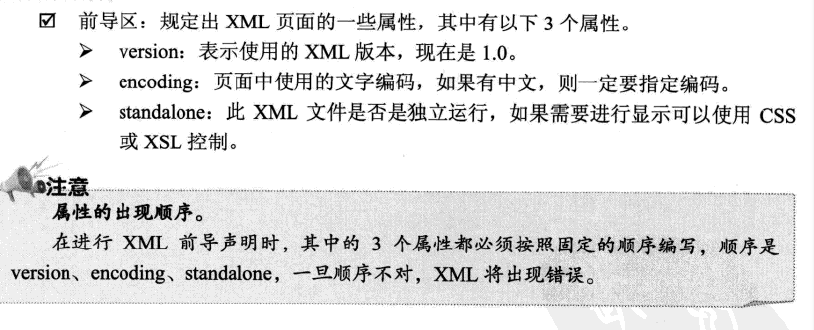 ☑ 前导区：规定出 XML 页面的一些属性，其中有以下 3 个属性。
➢ version：表示使用的 XML 版本，现在是 1.0。
➢ encoding：页面中使用的文字编码，如果有中文，则一定要指定编码。
➢ standalone：此 XML 文件是否是独立运行，如果需要进行显示可以使用 CSS
或 XSL 控制。
注意
属性的出现顺序。
在进行 XML 前导声明时，其中的 3 个属性都必须按照固定的顺序编写，顺序是
version、encoding、standalone，一旦顺序不对，XML 将出现错误。